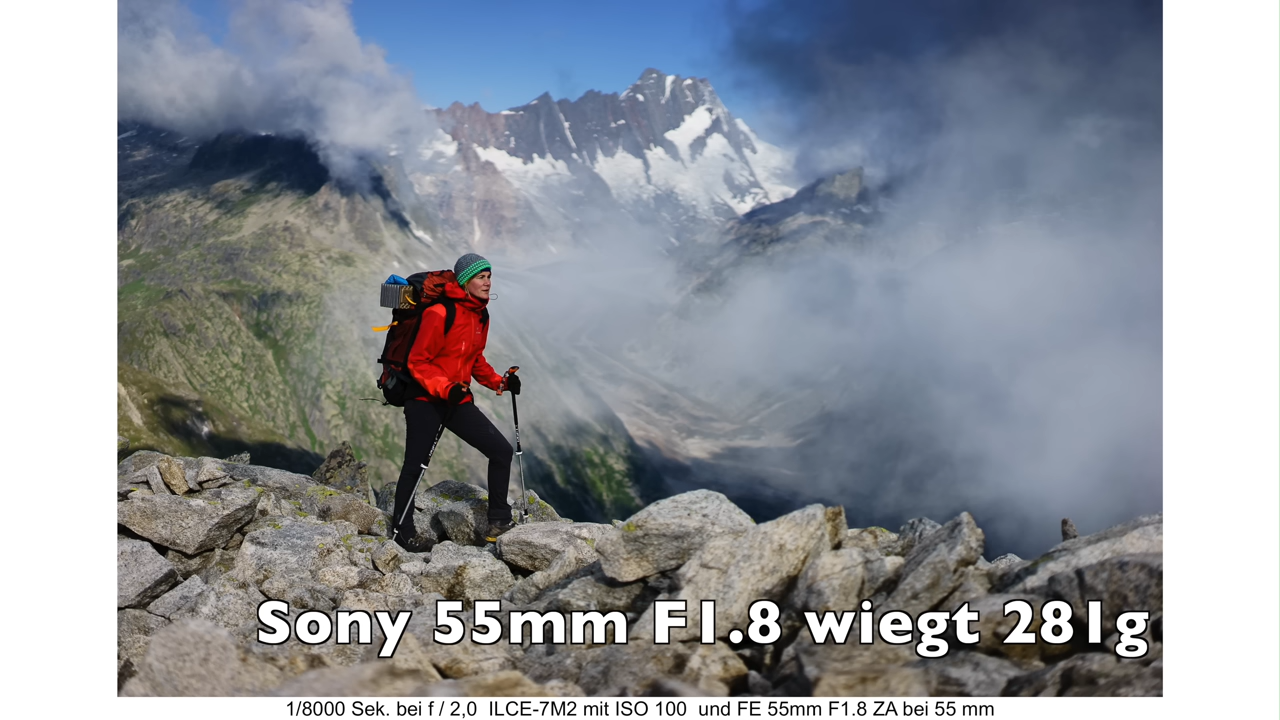 Sony 55mm F1.8 wiegt 281g
1/8000 Sek. bei f / 2,0 ILCE-7M2 mit ISO 100 und FE 55mm F1.8 ZA bei 55 mm